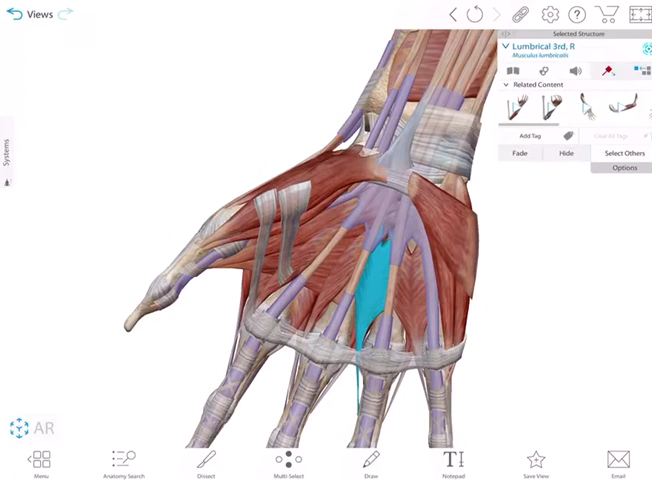 Views
Selected Structure
Lumbrical 3rd, R
Musculus lumbricalis
Related Content
Add Tag
Clear All Tags
Fade
Hide
Select Others
Options
Systems
AR
Menu
Anatomy Search
Dissect
Multi-Select
Draw
Notepad
Save View
Email